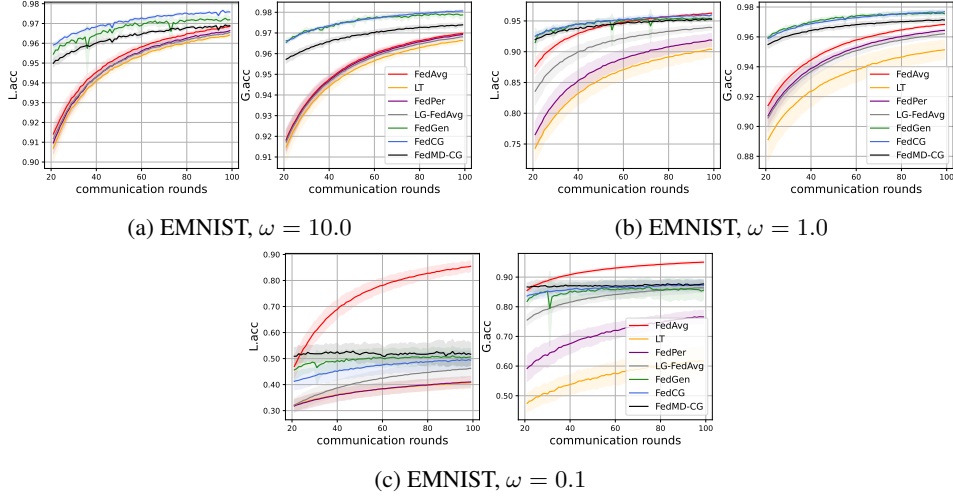 0.98
0.97
0.96
0.95
0.94
0.93
0.92
0.91
0.90
L.acc
20 40 60 80 100
communication rounds
0.98
0.97
0.96
0.95
0.94
0.93
0.92
0.91
G.acc
FedAvg
LT
FedPer
LG-FedAvg
FedGen
FedCG
FedMD-CG
20 40 60 80 100
communication rounds
(a) EMNIST, ω = 10.0
0.95
0.90
0.85
0.80
0.75
L.acc
20 40 60 80 100
communication rounds
0.98
0.96
0.94
0.92
0.90
0.88
G.acc
FedAvg
LT
FedPer
LG-FedAvg
FedGen
FedCG
FedMD-CG
20 40 60 80 100
communication rounds
(b) EMNIST, ω = 1.0
0.90
0.80
0.70
0.60
0.50
0.40
0.30
L.acc
20 40 60 80 100
communication rounds
0.90
0.80
0.70
0.60
0.50
G.acc
FedAvg
LT
FedPer
LG-FedAvg
FedGen
FedCG
FedMD-CG
20 40 60 80 100
communication rounds
(c) EMNIST, ω = 0.1